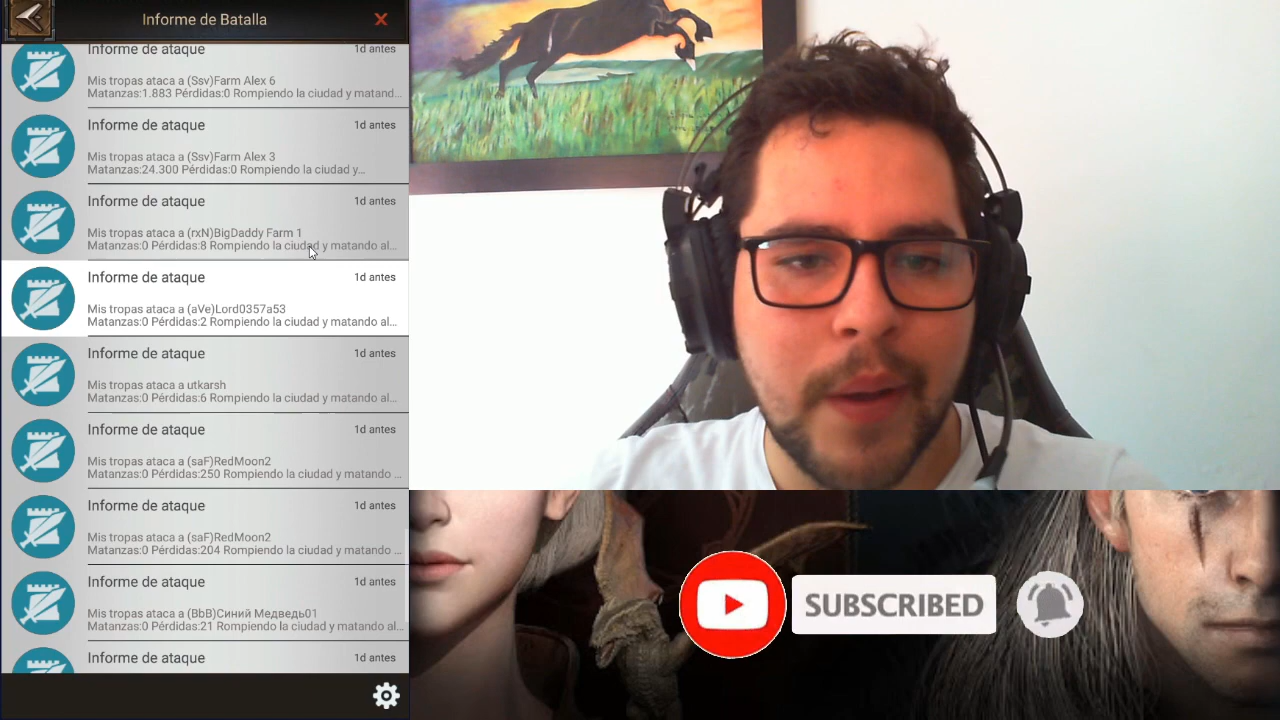 Informe de Batalla
Informe de ataque
1d antes
Mis tropas ataca a (Ssv)Farm Alex 6
Matanzas:1.883 Pérdidas:0 Rompiendo la ciudad y matand...
Informe de ataque
1d antes
Mis tropas ataca a (Ssv)Farm Alex 3
Matanzas:24.300 Pérdidas:0 Rompiendo la ciudad y...
Informe de ataque
1d antes
Mis tropas ataca a (rxN)BigDaddy Farm 1
Matanzas:0 Pérdidas:8 Rompiendo la ciudad y matando al...
Informe de ataque
1d antes
Mis tropas ataca a (aVe)Lord0357a53
Matanzas:0 Pérdidas:2 Rompiendo la ciudad y matando al...
Informe de ataque
1d antes
Mis tropas ataca a utkarsh
Matanzas:0 Pérdidas:6 Rompiendo la ciudad y matando al...
Informe de ataque
1d antes
Mis tropas ataca a (saF)RedMoon2
Matanzas:0 Pérdidas:250 Rompiendo la ciudad y matando ...
Informe de ataque
1d antes
Mis tropas ataca a (saF)RedMoon2
Matanzas:0 Pérdidas:204 Rompiendo la ciudad y matando ...
Informe de ataque
1d antes
Mis tropas ataca a (BbB)Синий Медведь01
Matanzas:0 Pérdidas:21 Rompiendo la ciudad y matando al...
Informe de ataque
1d antes
SUBSCRIBED